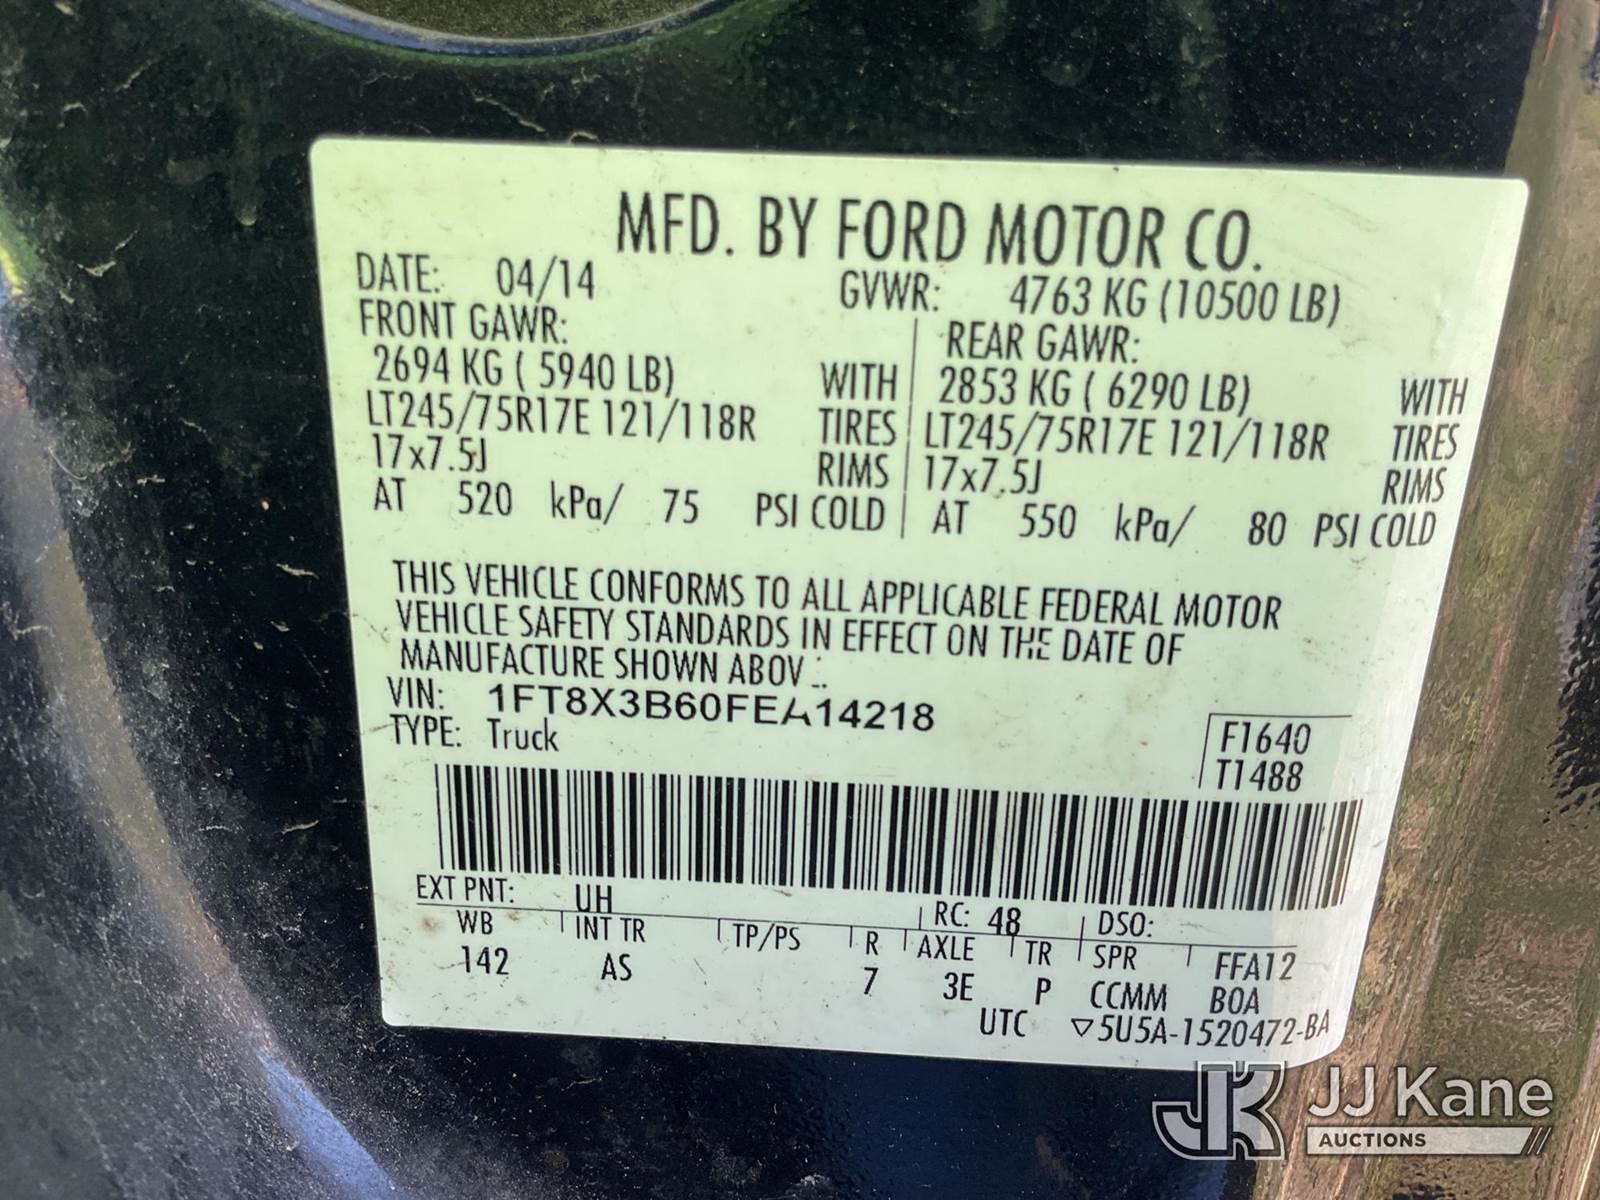 MFD. BY FORD MOTOR CO.
DATE: 04/14 GVWR: 4763 KG (10500 LB)
FRONT GAWR: REAR GAWR:
2694 KG ( 5940 LB) WITH 2853 KG ( 6290 LB) WITH
LT245/75R17E 121/118R TIRES LT245/75R17E 121/118R TIRES
17x7.5J RIMS 17x7.5J RIMS
AT 520 kPa/ 75 PSI COLD AT 550 kPa/ 80 PSI COLD
THIS VEHICLE CONFORMS TO ALL APPLICABLE FEDERAL MOTOR
VEHICLE SAFETY STANDARDS IN EFFECT ON THE DATE OF
MANUFACTURE SHOWN ABOV :.
VIN: 1FT8X3B60FEA14218
TYPE: Truck
F1640
T1488
EXT PNT: UH RC: 48 DSO:
WB INT TR TP/PS R AXLE TR SPR FFA12
142 AS 7 3E P CCMM B0A
UTC ▽5U5A-1520472-BA
JK JJ Kane
AUCTIONS